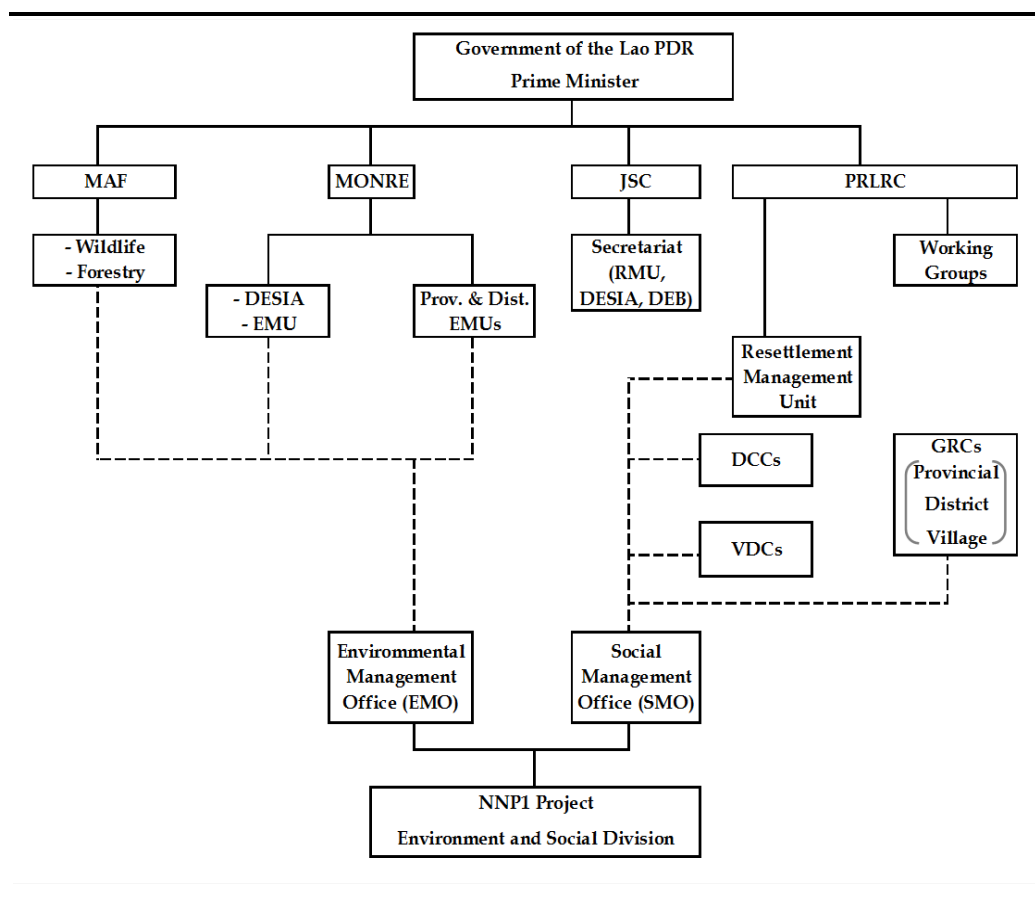 Government of the Lao PDR
Prime Minister
MAF
MONRE
JSC
PRLRC
- Wildlife
- Forestry
- DESIA
- EMU
Prov. & Dist.
EMUs
Secretariat
(RMU,
DESIA, DEB)
Working
Groups
Resettlement
Management
Unit
DCCs
GRCs
Provincial
District
Village
VDCs
Envirommental
Management
Office (EMO)
Social
Management
Office (SMO)
NNP1 Project
Environment and Social Division